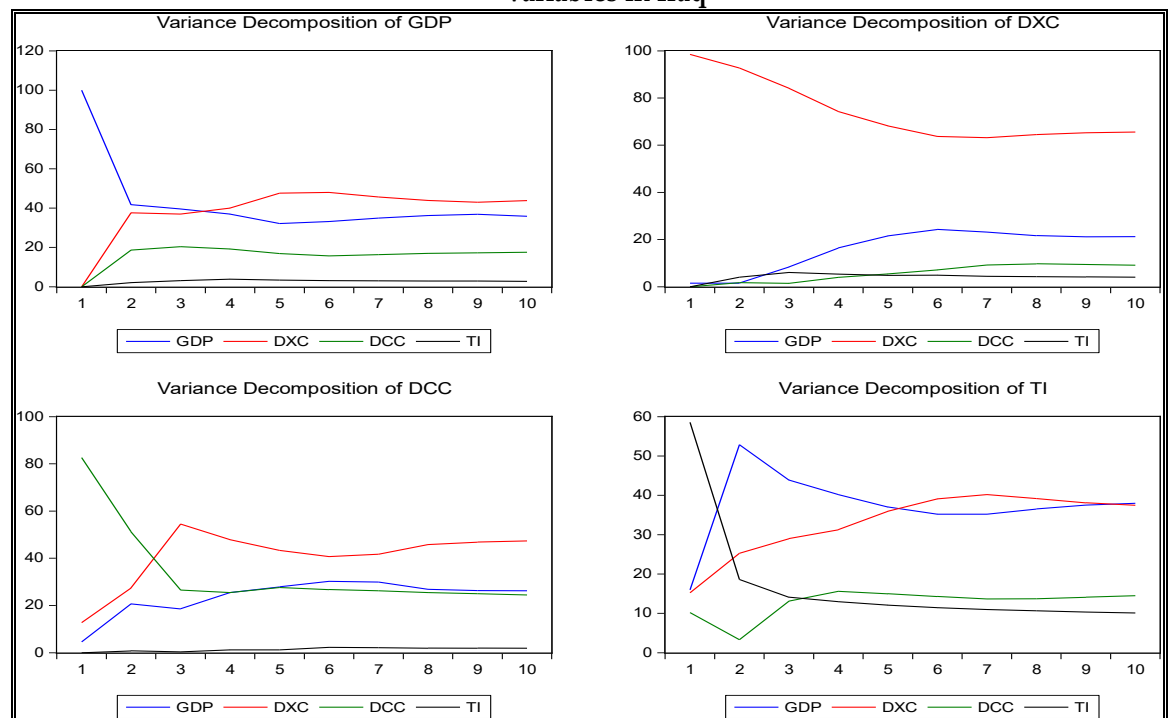 variables in Iraq
Variance Decomposition of GDP
120
100
80
60
40
20
0
1 2 3 4 5 6 7 8 9 10
GDP DXC DCC TI
Variance Decomposition of DXC
100
80
60
40
20
0
1 2 3 4 5 6 7 8 9 10
GDP DXC DCC TI
Variance Decomposition of DCC
100
80
60
40
20
0
1 2 3 4 5 6 7 8 9 10
GDP DXC DCC TI
Variance Decomposition of TI
60
50
40
30
20
10
0
1 2 3 4 5 6 7 8 9 10
GDP DXC DCC TI